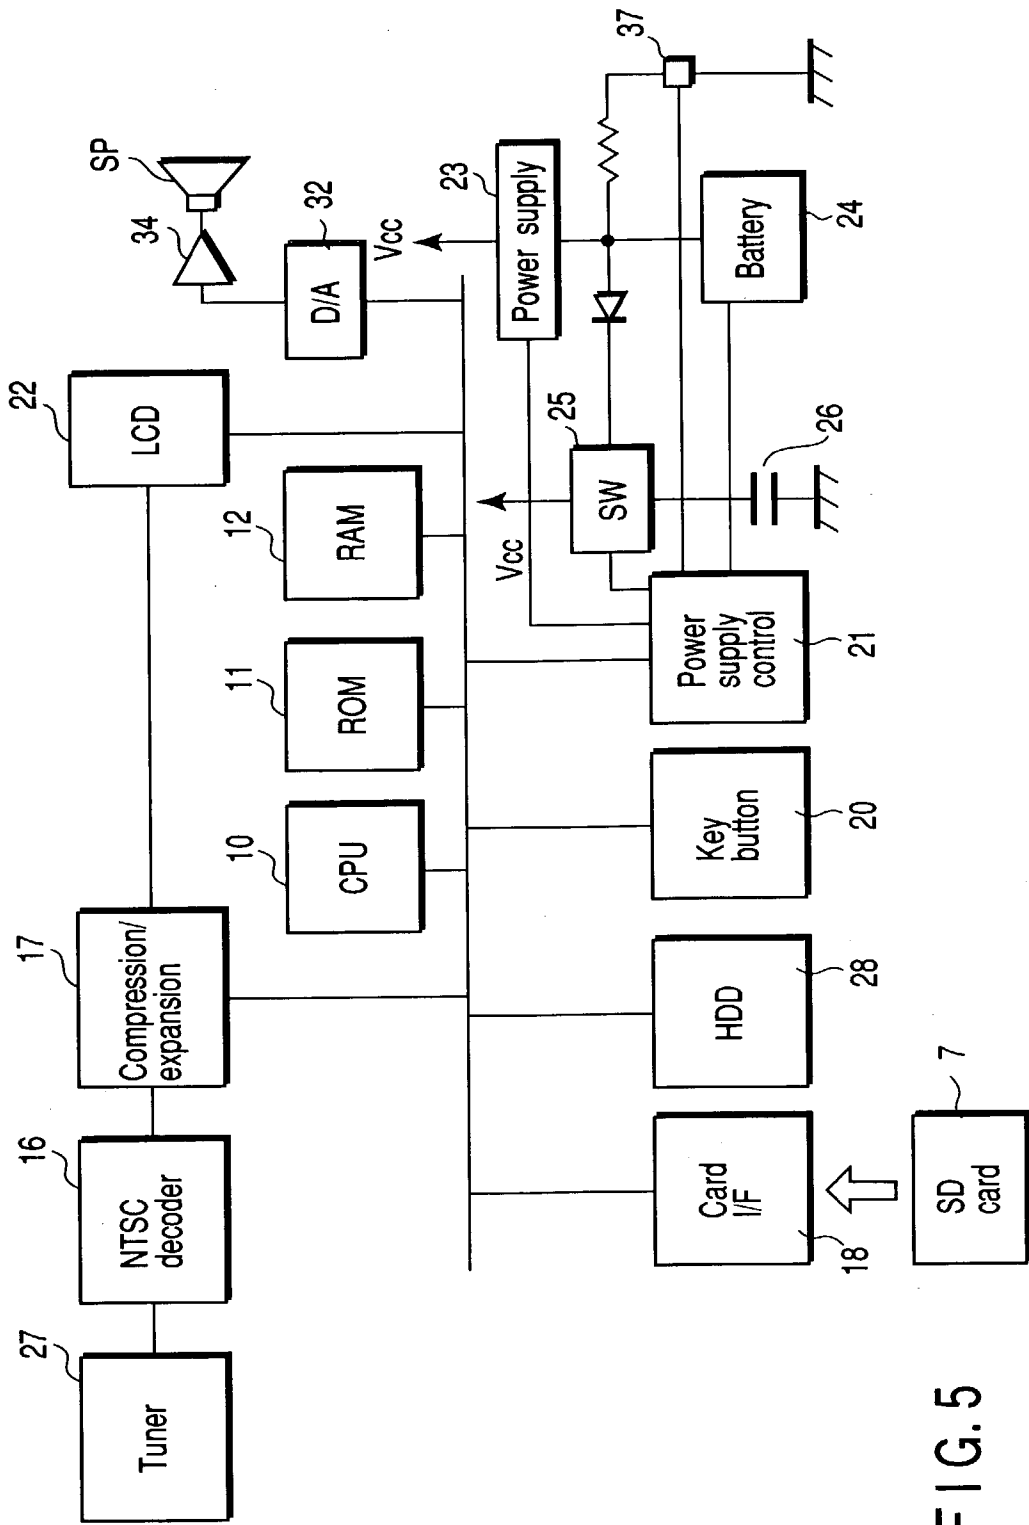 27
Tuner
16
NTSC
decoder
17
Compression/
expansion
22
LCD
34
SP
10
CPU
11
ROM
12
RAM
32
D/A
Vcc
23
Power supply
37
Vcc
25
SW
26
Battery
24
Card
I/F
18
HDD
28
Key
button
20
Power
supply
control
21
SD
card
7
FIG. 5